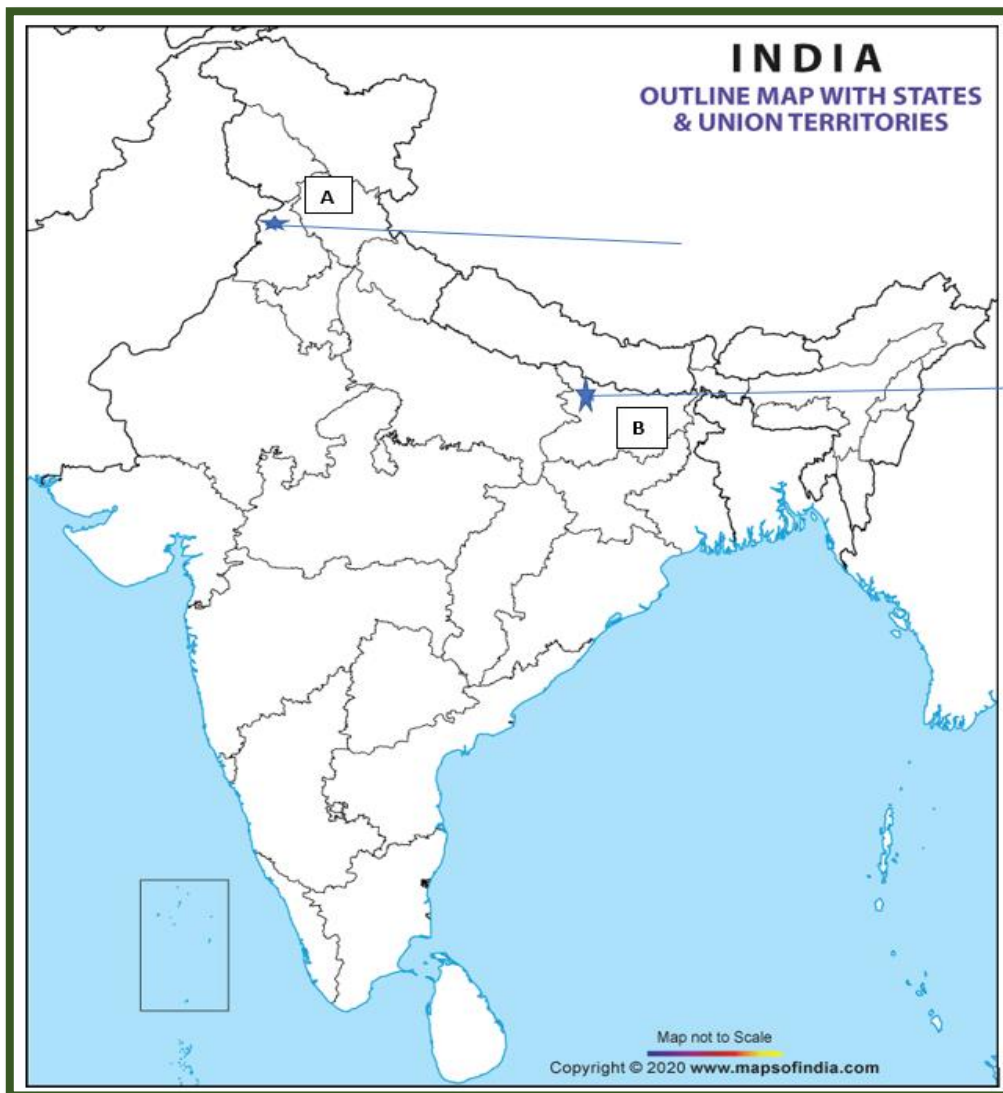 INDIA
OUTLINE MAP WITH STATES
& UNION TERRITORIES
A
B
Map not to Scale
Copyright © 2020 www.mapsofindia.com